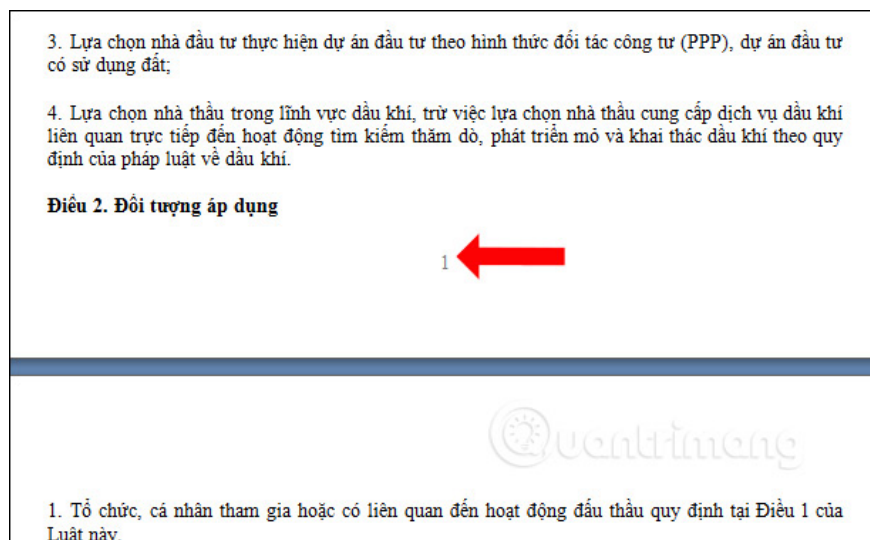 3. Lựa chọn nhà đầu tư thực hiện dự án đầu tư theo hình thức đối tác công tư (PPP), dự án đầu tư
có sử dụng đất;
4. Lựa chọn nhà thầu trong lĩnh vực dầu khí, trừ việc lựa chọn nhà thầu cung cấp dịch vụ dầu khí
liên quan trực tiếp đến hoạt động tìm kiếm thăm dò, phát triển mỏ và khai thác dầu khí theo quy
định của pháp luật về dầu khí.
Điều 2. Đối tượng áp dụng
1
Quantrimang
1. Tổ chức, cá nhân tham gia hoặc có liên quan đến hoạt động đấu thầu quy định tại Điều 1 của
Luật này.